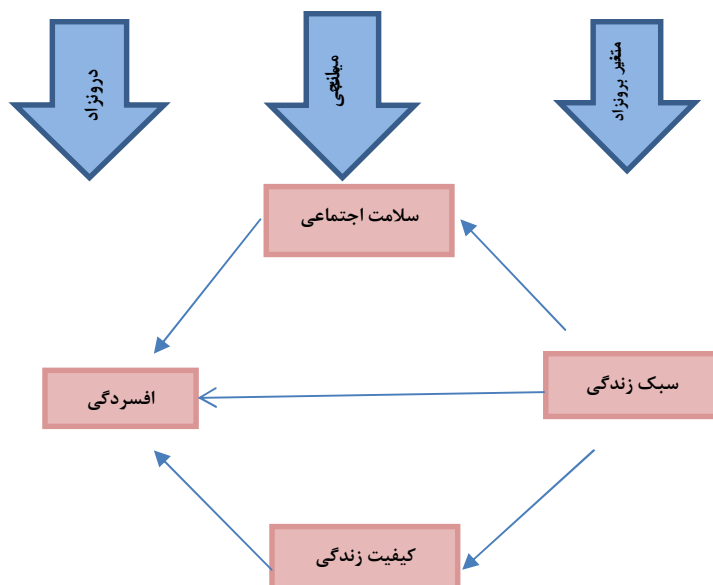 متغیر برونزاد
میانجی
درونزاد
سلامت اجتماعی
سبک زندگی
افسردگی
کیفیت زندگی